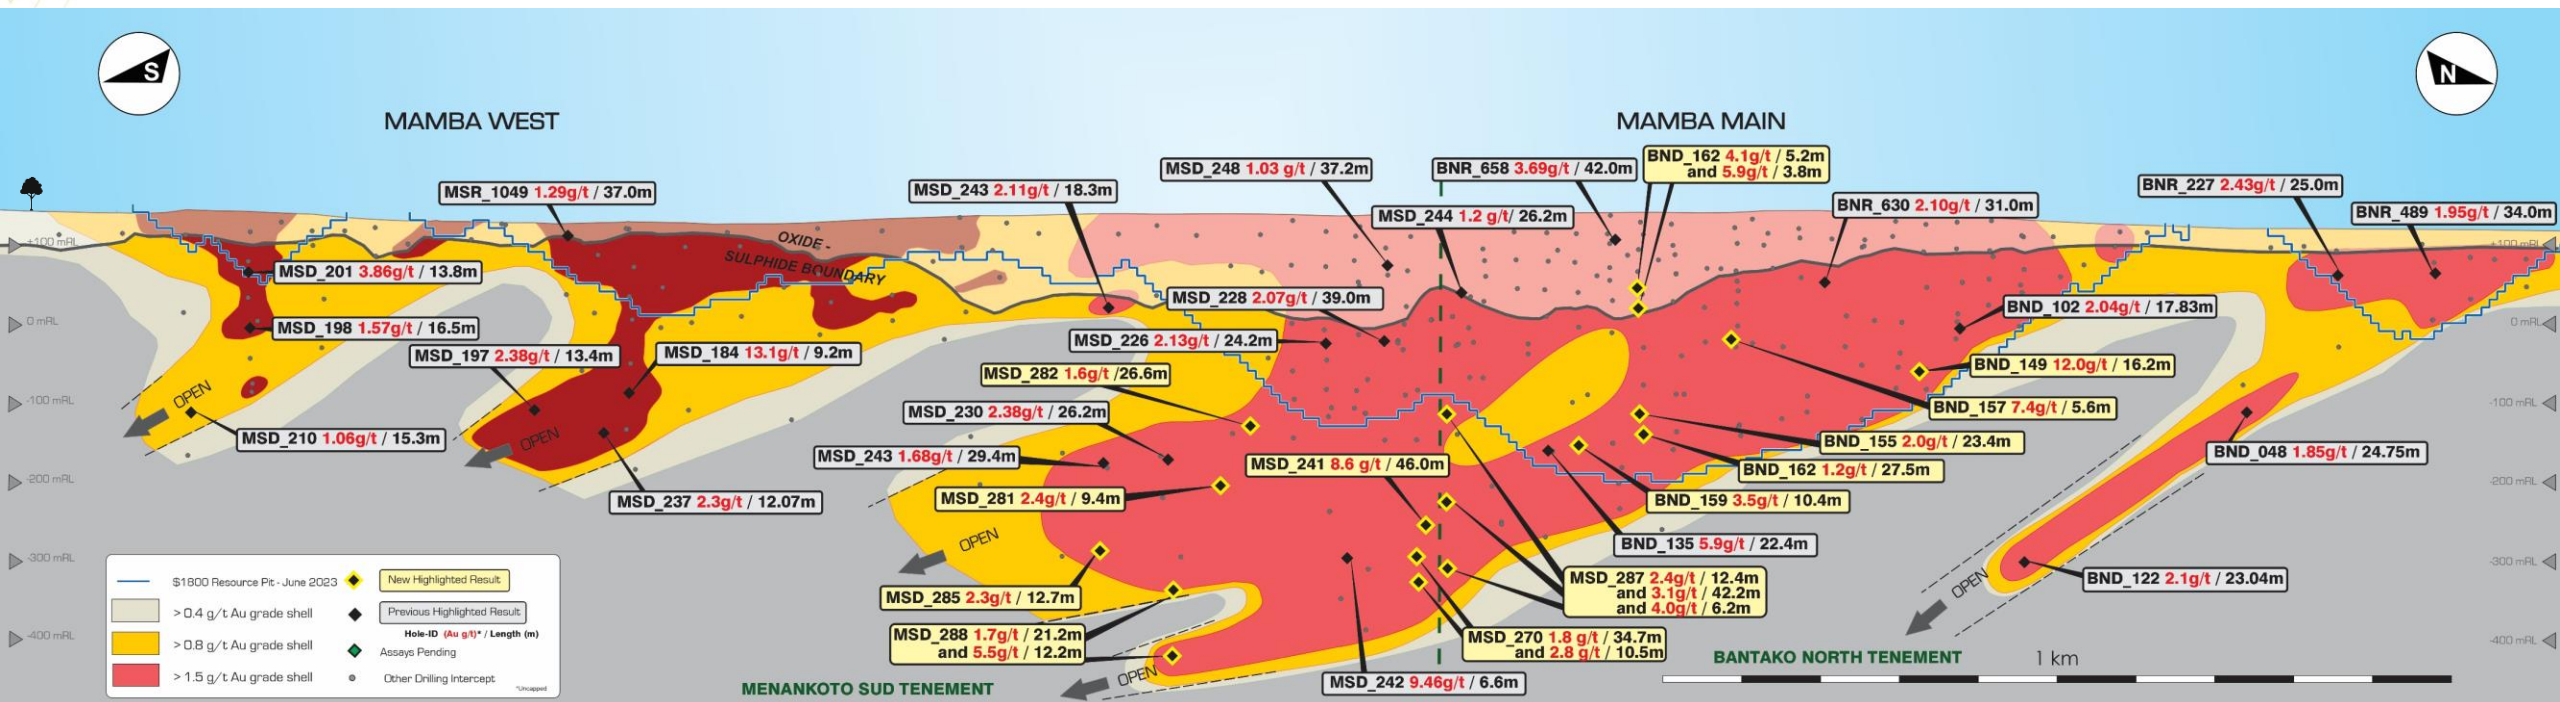 S
N
MAMBA WEST
MAMBA MAIN
MSR_1049 1.29g/t / 37.0m
MSD_243 2.11g/t / 18.3m
MSD_248 1.03 g/t / 37.2m
BNR_658 3.69g/t / 42.0m
BND_162 4.1g/t / 5.2m
and 5.9g/t / 3.8m
MSD_244 1.2 g/t/ 26.2m
BNR_630 2.10g/t / 31.0m
BNR_227 2.43g/t / 25.0m
BNR_489 1.95g/t / 34.0m
+100 mRL
+100 mRL
OXIDE -
SULPHIDE BOUNDARY
MSD_201 3.86g/t / 13.8m
MSD_228 2.07g/t / 39.0m
BND_102 2.04g/t / 17.83m
0 mRL
0 mRL
MSD_198 1.57g/t / 16.5m
MSD_226 2.13g/t / 24.2m
MSD_197 2.38g/t / 13.4m
MSD_184 13.1g/t / 9.2m
MSD_282 1.6g/t /26.6m
BND_149 12.0g/t / 16.2m
OPEN
-100 mRL
-100 mRL
MSD_230 2.38g/t / 26.2m
BND_157 7.4g/t / 5.6m
MSD_210 1.06g/t / 15.3m
OPEN
BND_155 2.0g/t / 23.4m
MSD_243 1.68g/t / 29.4m
MSD_241 8.6 g/t / 46.0m
BND_162 1.2g/t / 27.5m
BND_048 1.85g/t / 24.75m
-200 mRL
-200 mRL
MSD_237 2.3g/t / 12.07m
MSD_281 2.4g/t / 9.4m
BND_159 3.5g/t / 10.4m
OPEN
BND_135 5.9g/t / 22.4m
-300 mRL
-300 mRL
MSD_287 2.4g/t / 12.4m
and 3.1g/t / 42.2m
and 4.0g/t / 6.2m
OPEN
BND_122 2.1g/t / 23.04m
MSD_285 2.3g/t / 12.7m
MSD_288 1.7g/t / 21.2m
and 5.5g/t / 12.2m
MSD_270 1.8 g/t / 34.7m
and 2.8 g/t / 10.5m
-400 mRL
-400 mRL
OPEN
MSD_242 9.46g/t / 6.6m
MENANKOTO SUD TENEMENT
BANTAKO NORTH TENEMENT
1 km
$1800 Resource Pit - June 2023
> 0.4 g/t Au grade shell
> 0.8 g/t Au grade shell
> 1.5 g/t Au grade shell
New Highlighted Result
Previous Highlighted Result
Hole-ID (Au g/t)* / Length (m)
Assays Pending
Other Drilling Intercept
*Uncapped